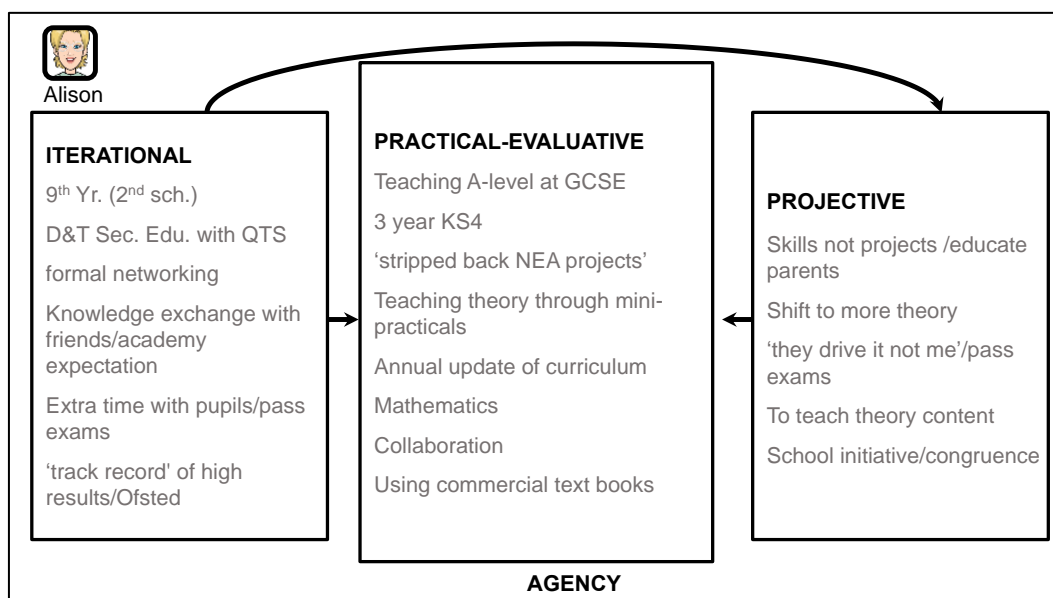 Alison
ITERATIONAL
9th Yr. (2nd sch.)
D&T Sec. Edu. with QTS
formal networking
Knowledge exchange with
friends/academy
expectation
Extra time with pupils/pass
exams
‘track record' of high
results/Ofsted
PRACTICAL-EVALUATIVE
Teaching A-level at GCSE
3 year KS4
‘stripped back NEA projects’
Teaching theory through mini-
practicals
Annual update of curriculum
Mathematics
Collaboration
Using commercial text books
PROJECTIVE
Skills not projects /educate
parents
Shift to more theory
‘they drive it not me’/pass
exams
To teach theory content
School initiative/congruence
AGENCY